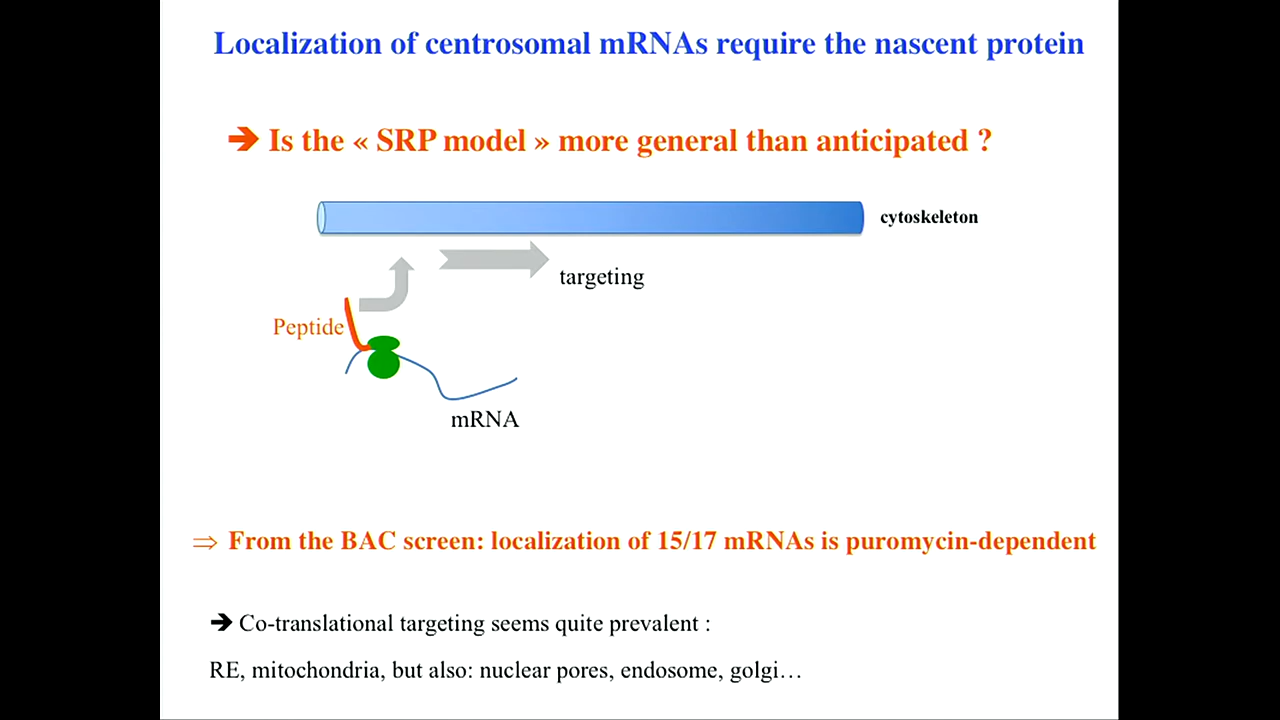 Localization of centrosomal mRNAs require the nascent protein
➔ Is the « SRP model » more general than anticipated ?
cytoskeleton
targeting
Peptide
mRNA
⇒ From the BAC screen: localization of 15/17 mRNAs is puromycin-dependent
➔ Co-translational targeting seems quite prevalent :
RE, mitochondria, but also: nuclear pores, endosome, golgi…